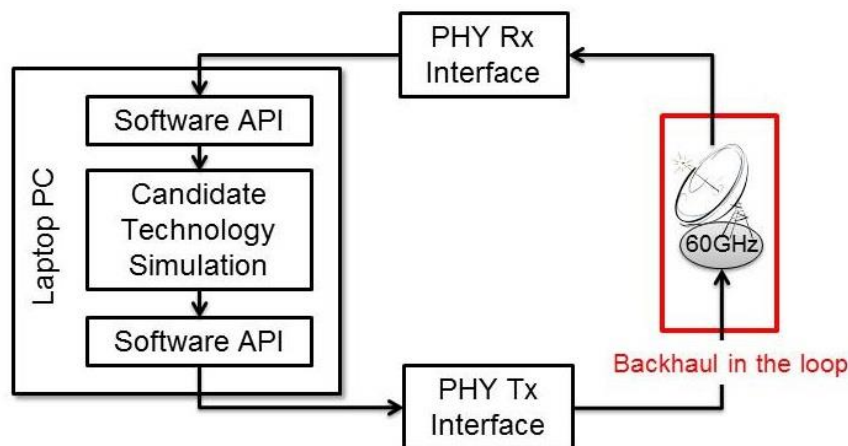 PHY Rx
Interface
Laptop PC
Software API
Candidate
Technology
Simulation
Software API
60GHz
Backhaul in the loop
PHY Tx
Interface